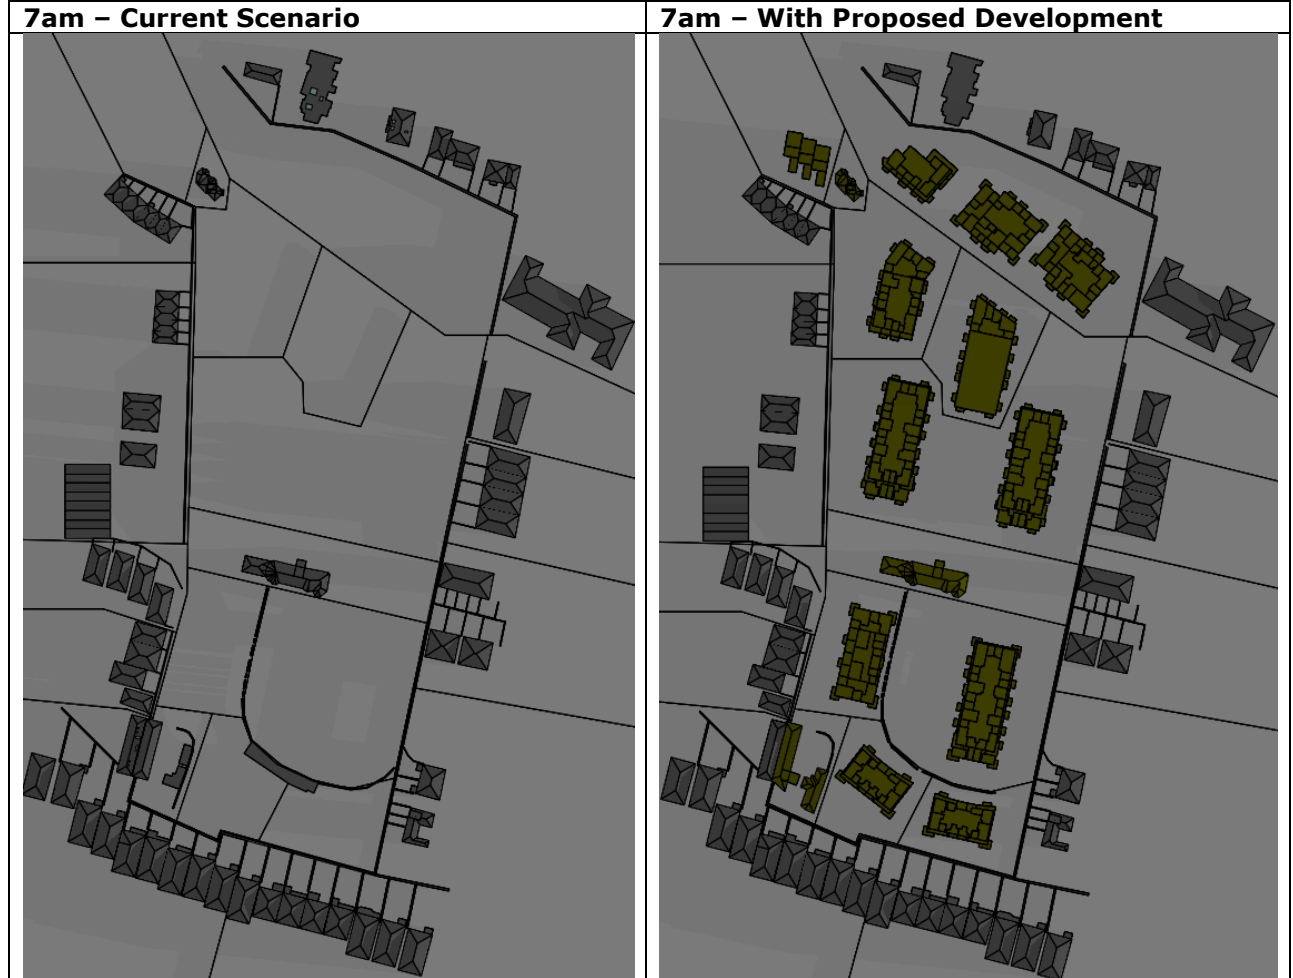 7am – Current Scenario
7am – With Proposed Development